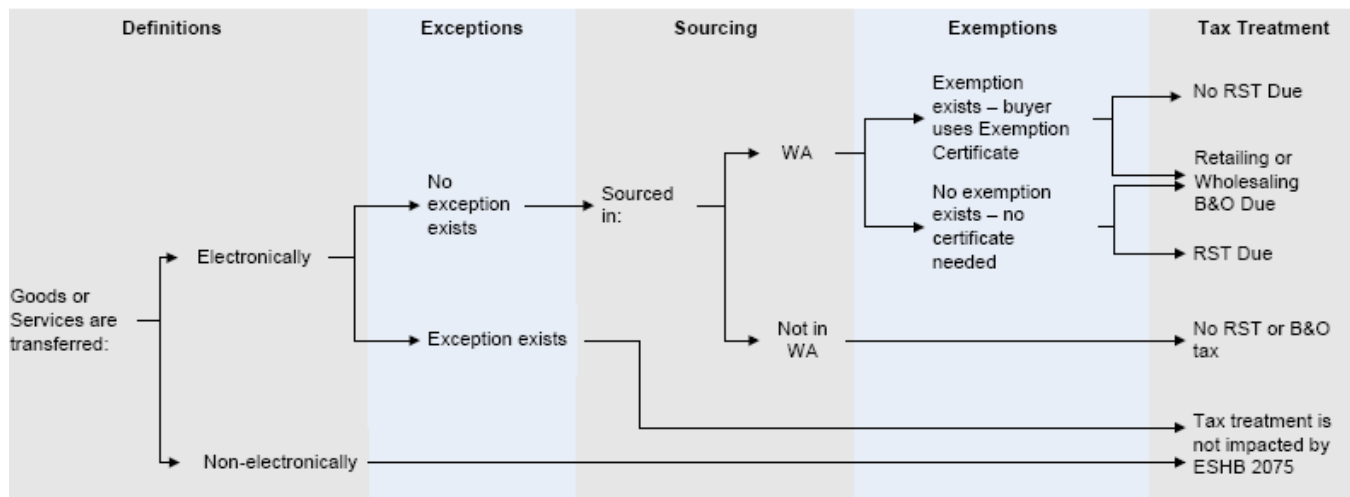 Definitions
Exceptions
Sourcing
Exemptions
Tax Treatment
Goods or
Services are
transferred:
Electronically
Non-electronically
No
exception
exists
Exception exists
Sourced
in:
WA
Not in
WA
Exemption
exists – buyer
uses Exemption
Certificate
No exemption
exists – no
certificate
needed
No RST Due
Retailing or
Wholesaling
B&O Due
RST Due
No RST or B&O
tax
Tax treatment is
not impacted by
ESHB 2075